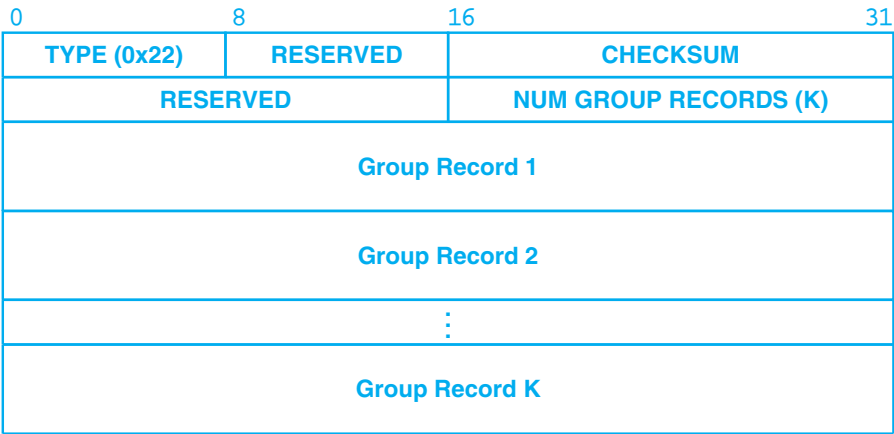 0 8 16 31
TYPE (0x22) RESERVED CHECKSUM
RESERVED NUM GROUP RECORDS (K)
Group Record 1
Group Record 2
⋮
Group Record K